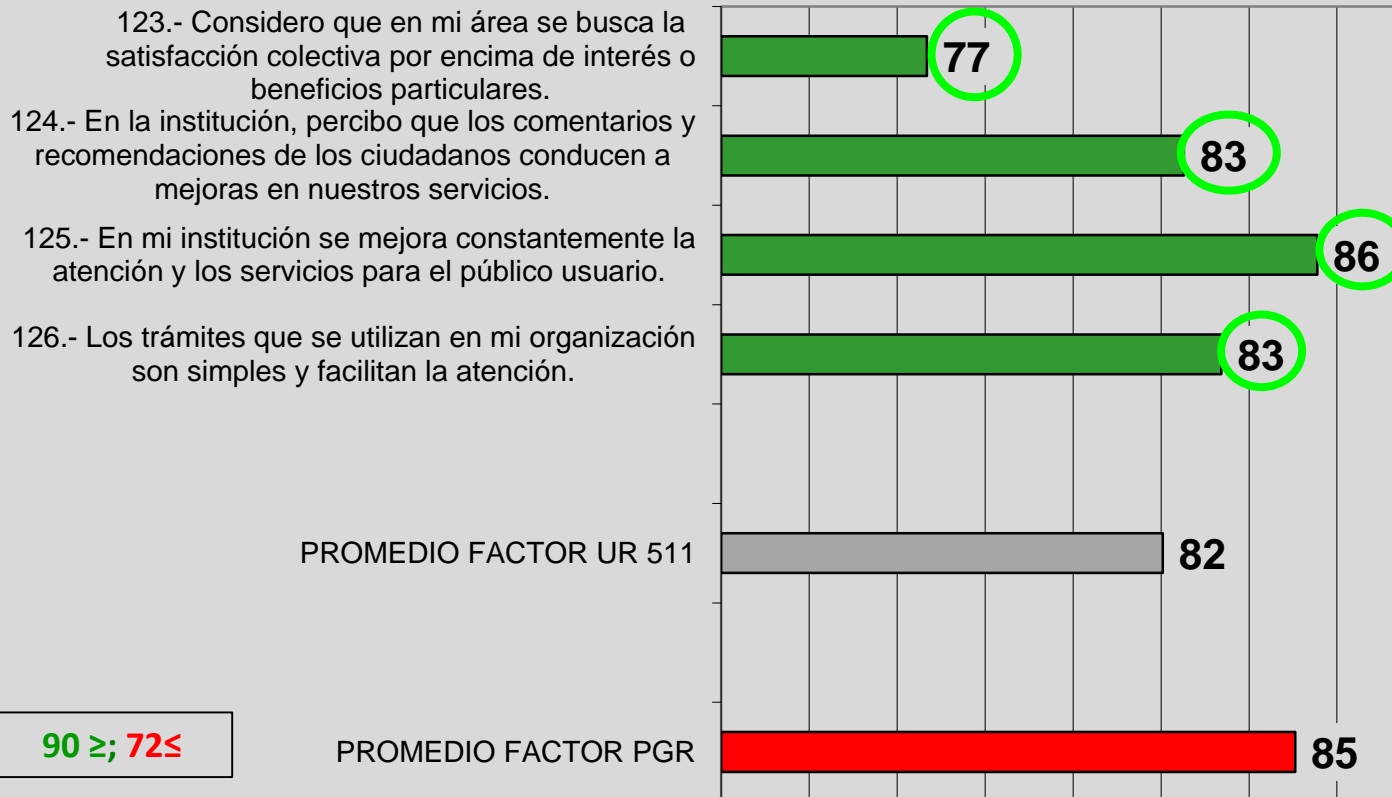 123.- Considero que en mi área se busca la
satisfacción colectiva por encima de interés o
beneficios particulares.
77
124.- En la institución, percibo que los comentarios y
recomendaciones de los ciudadanos conducen a
mejoras en nuestros servicios.
83
125.- En mi institución se mejora constantemente la
atención y los servicios para el público usuario.
86
126.- Los trámites que se utilizan en mi organización
son simples y facilitan la atención.
83
PROMEDIO FACTOR UR 511
82
90 ≥; 72≤
PROMEDIO FACTOR PGR
85